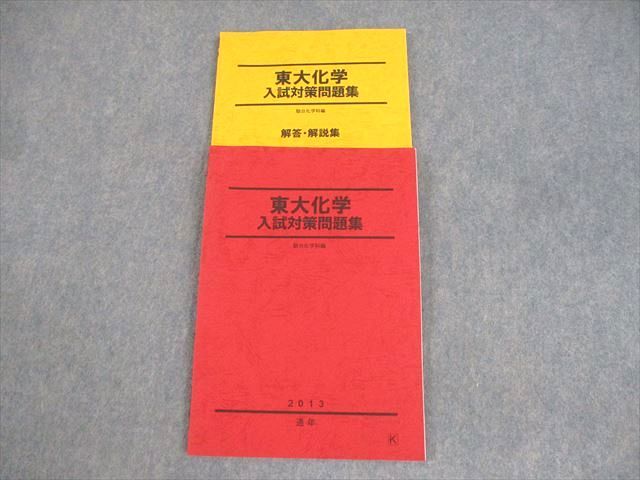 東大化学
入試対策問題集
駿台化学科編
解答・解説集
東大化学
入試対策問題集
駿台化学科編
2013
通年
K